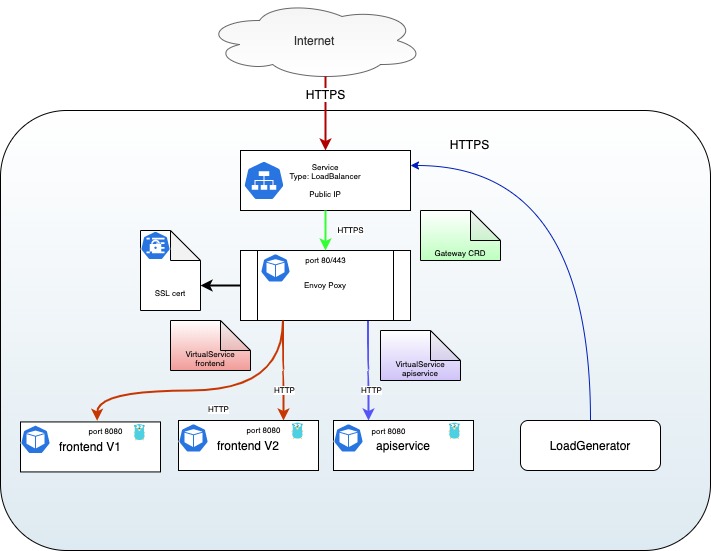 Internet
HTTPS
HTTPS
Service
Type: LoadBalancer
Public IP
HTTPS
Gateway CRD
port 80/443
Envoy Poxy
SSL cert
VirtualService
frontend
VirtualService
apiservice
HTTP
HTTP
HTTP
port 8080
frontend V1
port 8080
frontend V2
port 8080
apiservice
LoadGenerator